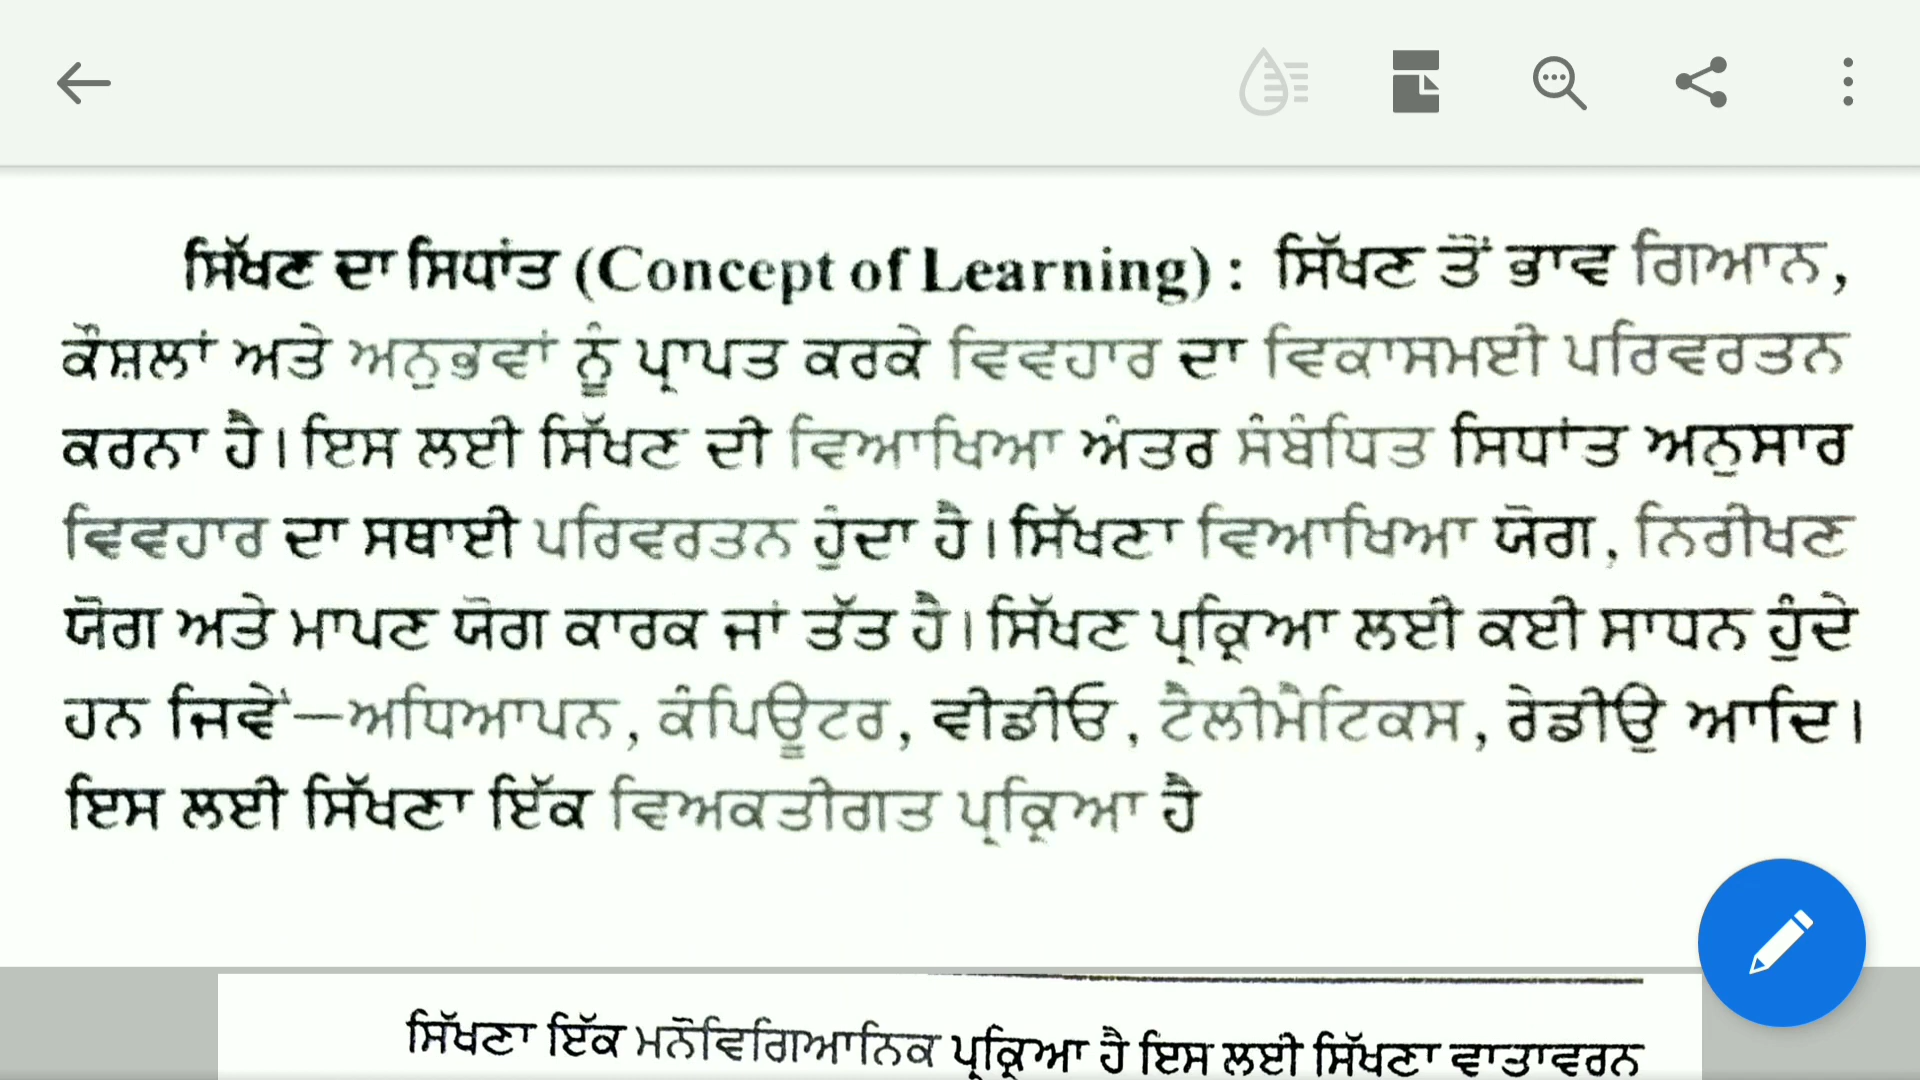 ਸਿੱਖਣ ਦਾ ਸਿਧਾਂਤ (Concept of Learning) : ਸਿੱਖਣ ਤੋਂ ਭਾਵ ਗਿਆਨ,
ਕੌਸ਼ਲਾਂ ਅਤੇ ਅਨੁਭਵਾਂ ਨੂੰ ਪ੍ਰਾਪਤ ਕਰਕੇ ਵਿਵਹਾਰ ਦਾ ਵਿਕਾਸਮਈ ਪਰਿਵਰਤਨ
ਕਰਨਾ ਹੈ। ਇਸ ਲਈ ਸਿੱਖਣ ਦੀ ਵਿਆਖਿਆ ਅੰਤਰ ਸੰਬੰਧਿਤ ਸਿਧਾਂਤ ਅਨੁਸਾਰ
ਵਿਵਹਾਰ ਦਾ ਸਥਾਈ ਪਰਿਵਰਤਨ ਹੁੰਦਾ ਹੈ। ਸਿੱਖਣਾ ਵਿਆਖਿਆ ਯੋਗ, ਨਿਰੀਖਣ
ਯੋਗ ਅਤੇ ਮਾਪਣ ਯੋਗ ਕਾਰਕ ਜਾਂ ਤੱਤ ਹੈ। ਸਿੱਖਣ ਪ੍ਰਕ੍ਰਿਆ ਲਈ ਕਈ ਸਾਧਨ ਹੁੰਦੇ
ਹਨ ਜਿਵੇਂ—ਅਧਿਆਪਨ, ਕੰਪਿਊਟਰ, ਵੀਡੀਓ, ਟੈਲੀਮੈਟਿਕਸ, ਰੇਡੀਉ ਆਦਿ।
ਇਸ ਲਈ ਸਿੱਖਣਾ ਇੱਕ ਵਿਅਕਤੀਗਤ ਪ੍ਰਕ੍ਰਿਆ ਹੈ
ਸਿੱਖਣਾ ਇੱਕ ਮਨੋਵਿਗਿਆਨਿਕ ਪ੍ਰਕ੍ਰਿਆ ਹੈ ਇਸ ਲਈ ਸਿੱਖਣਾ ਵਾਤਾਵਰਨ